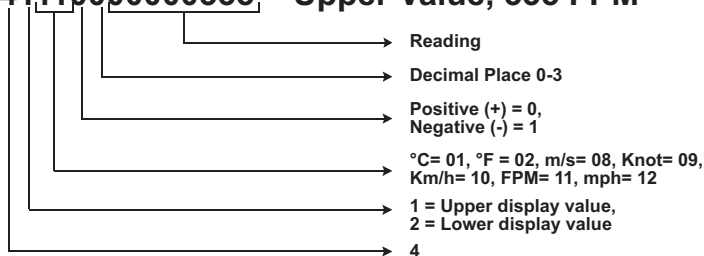 Upper Value, FPM
Reading
Decimal Place 0-3
Positive (+) = 0,
Negative (-) = 1
°C= 01, °F = 02, m/s= 08, Knot= 09,
Km/h= 10, FPM= 11, mph= 12
1 = Upper display value,
2 = Lower display value
4